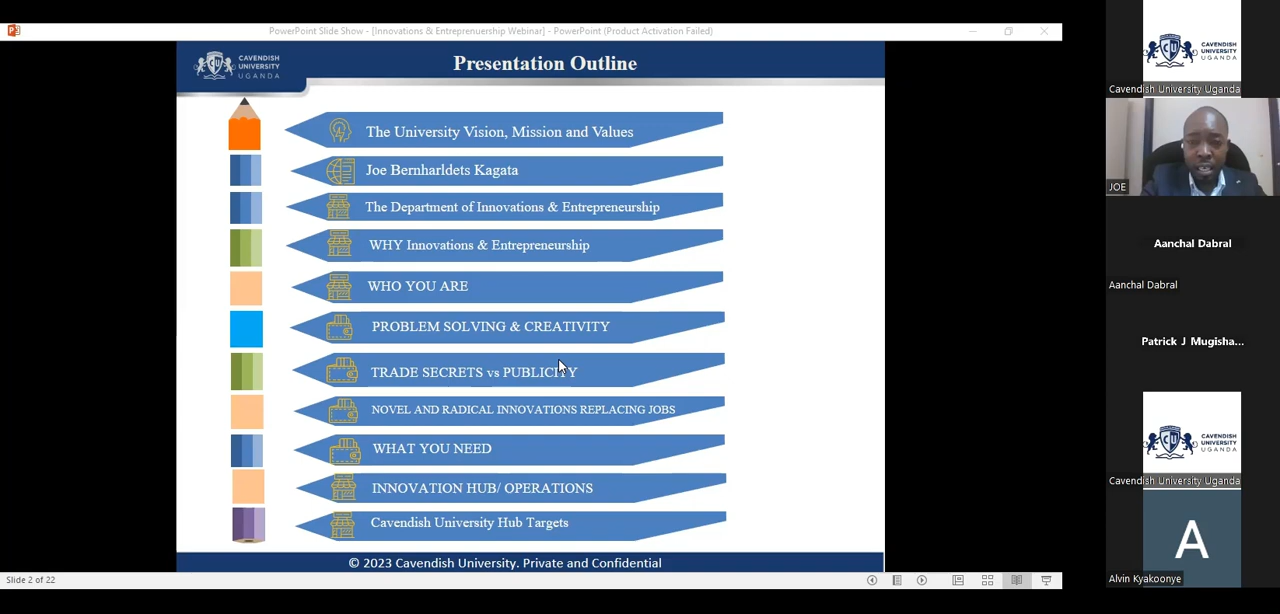 PowerPoint Slide Show - [Innovations & Entreprenuership Webinar] - PowerPoint (Product Activation Failed)
CAVENDISH
UNIVERSITY
UGANDA
Presentation Outline
The University Vision, Mission and Values
Joe Bernharldets Kagata
The Department of Innovations & Entrepreneurship
WHY Innovations & Entrepreneurship
WHO YOU ARE
PROBLEM SOLVING & CREATIVITY
TRADE SECRETS vs PUBLICITY
NOVEL AND RADICAL INNOVATIONS REPLACING JOBS
WHAT YOU NEED
INNOVATION HUB/ OPERATIONS
Cavendish University Hub Targets
© 2023 Cavendish University. Private and Confidential
Slide 2 of 22
CAVENDISH
UNIVERSITY
UGANDA
Cavendish University Uganda
JOE
Aanchal Dabral
Aanchal Dabral
Patrick J Mugisha...
CAVENDISH
UNIVERSITY
UGANDA
Cavendish University Uganda
A
Alvin Kyakoonye